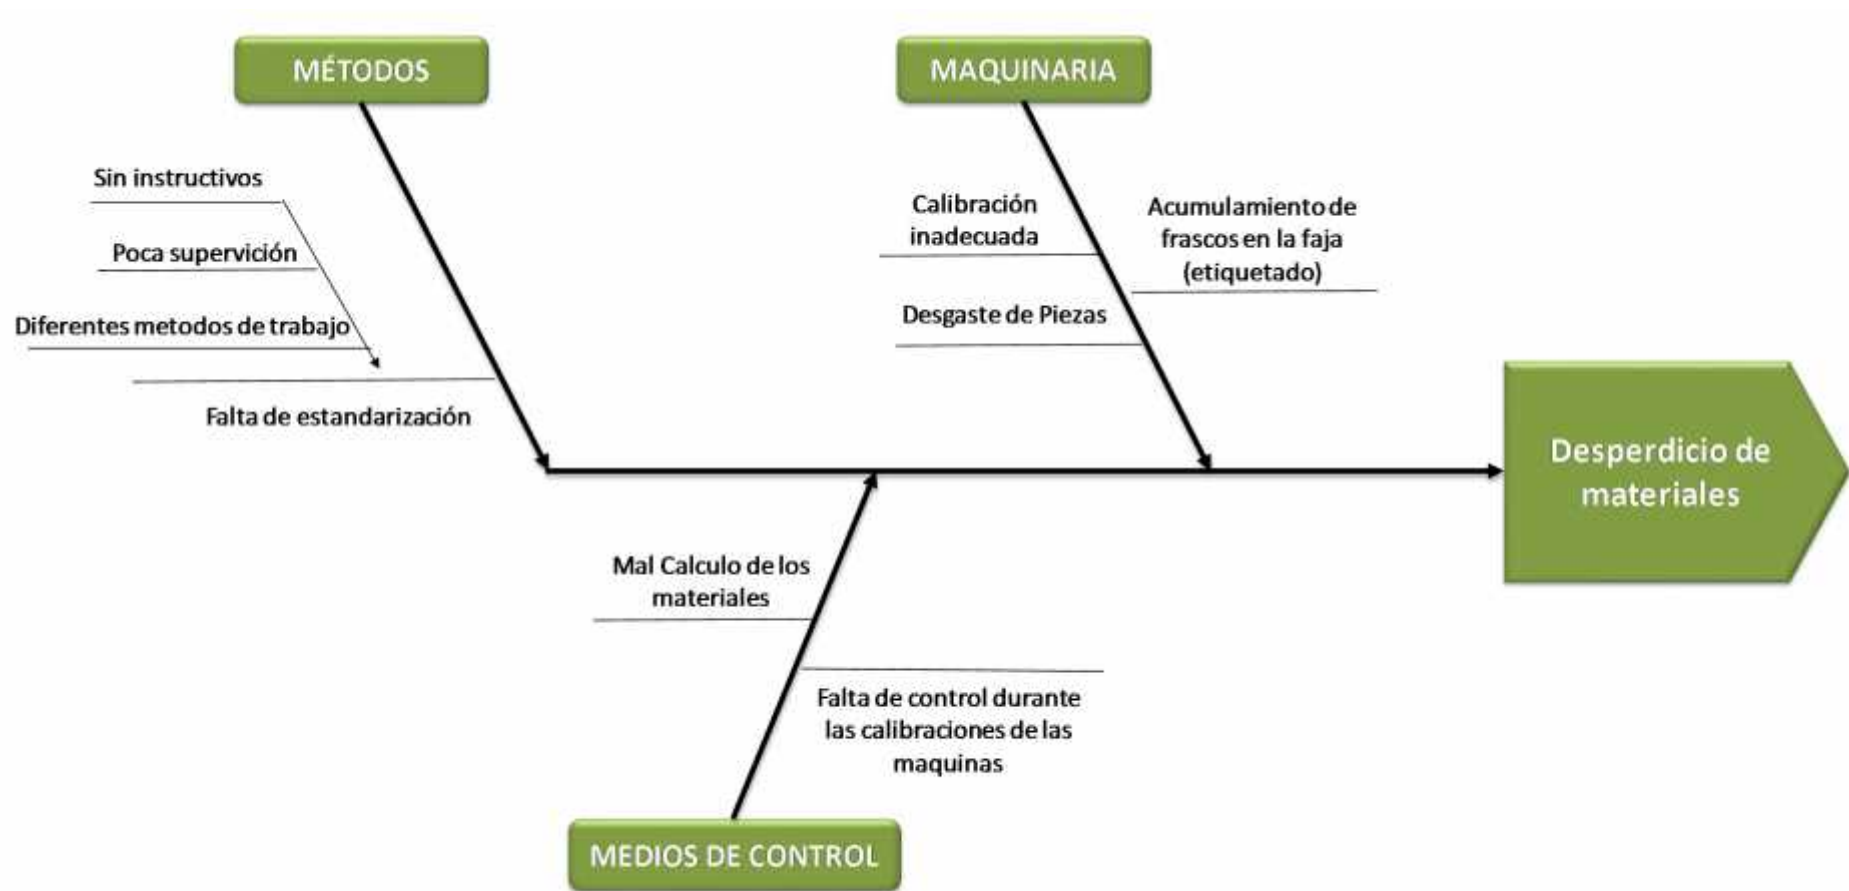 MÉTODOS
MAQUINARIA
Sin instructivos
Poca supervición
Diferentes metodos de trabajo
Falta de estandarización
Calibración
inadecuada
Desgaste de Piezas
Acumulamiento de
frascos en la faja
(etiquetado)
Desperdicio de
materiales
Mal Calculo de los
materiales
Falta de control durante
las calibraciones de las
maquinas
MEDIOS DE CONTROL